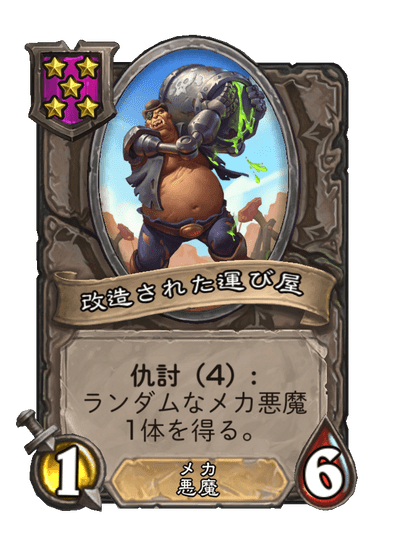 改造された運び屋
仇討（4）：
ランダムなメカ悪魔
1体を得る。
メカ
悪魔
1
6